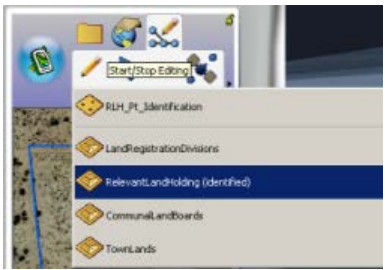 Start/Stop Editing
RLH_Pt_Identification
LandRegistrationDivisions
RelevantLandHolding (identified)
CommunalLandBoards
TownLands